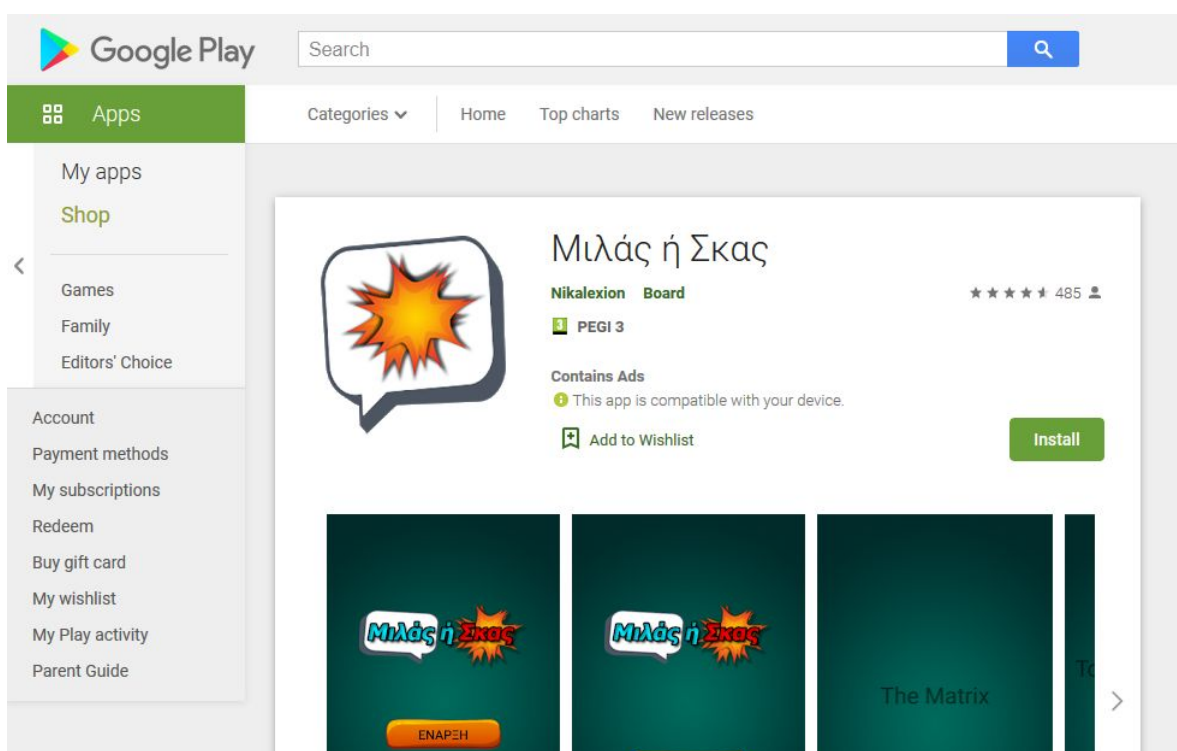 Google Play
Search
Apps
Categories
Home
Top charts
New releases
My apps
Shop
Games
Family
Editors' Choice
Account
Payment methods
My subscriptions
Redeem
Buy gift card
My wishlist
My Play activity
Parent Guide
Μιλάς ή Σκας
Nikalexion Board
485
3 PEGI 3
Contains Ads
This app is compatible with your device.
Add to Wishlist
Install
Μιλάς ή Σκας
ΕΝΑΡΞΗ
Μιλάς ή Σκας
The Matrix